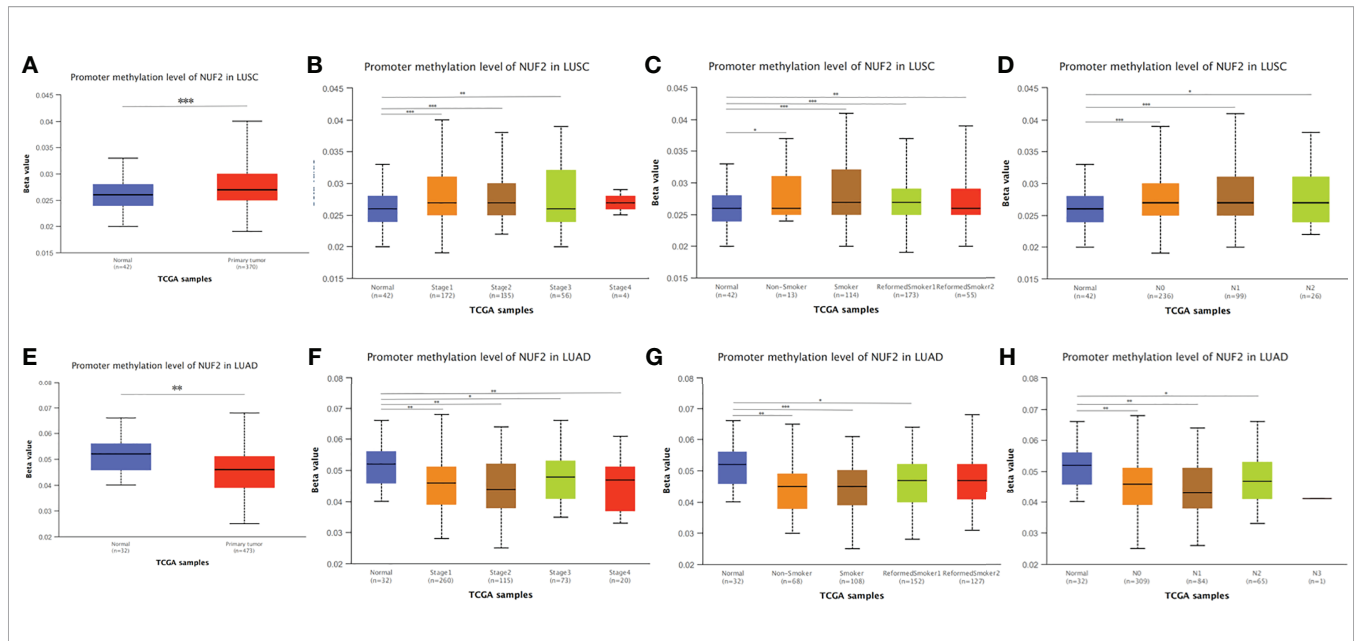 A
Promoter methylation level of NUF2 in LUSC
***
0.045
0.04
0.035
0.03
0.025
0.02
0.015
Beta value
Normal
(n=42)
Primary tumor
(n=370)
TCGA samples
B
Promoter methylation level of NUF2 in LUSC
**
***
***
0.045
0.04
0.035
0.03
0.025
0.02
0.015
Beta value
Normal
(n=42)
Stage1
(n=172)
Stage2
(n=135)
Stage3
(n=56)
Stage4
(n=4)
TCGA samples
C
Promoter methylation level of NUF2 in LUSC
**
***
***
*
0.045
0.04
0.035
0.03
0.025
0.02
0.015
Beta value
Normal
(n=42)
Non-Smoker
(n=13)
Smoker
(n=114)
ReformedSmoker1
(n=173)
ReformedSmoker2
(n=55)
TCGA samples
D
Promoter methylation level of NUF2 in LUSC
*
***
***
0.045
0.04
0.035
0.03
0.025
0.02
0.015
Beta value
Normal
(n=42)
N0
(n=236)
N1
(n=99)
N2
(n=26)
TCGA samples
E
Promoter methylation level of NUF2 in LUAD
**
0.08
0.07
0.06
0.05
0.04
0.03
0.02
Beta value
Normal
(n=32)
Primary tumor
(n=473)
TCGA samples
F
Promoter methylation level of NUF2 in LUAD
**
*
**
**
0.08
0.07
0.06
0.05
0.04
0.03
0.02
Beta value
Normal
(n=32)
Stage1
(n=260)
Stage2
(n=115)
Stage3
(n=73)
Stage4
(n=20)
TCGA samples
G
Promoter methylation level of NUF2 in LUAD
*
***
**
0.08
0.07
0.06
0.05
0.04
0.03
0.02
Beta value
Normal
(n=32)
Non-Smoker
(n=68)
Smoker
(n=108)
ReformedSmoker1
(n=152)
ReformedSmoker2
(n=127)
TCGA samples
H
Promoter methylation level of NUF2 in LUAD
*
**
**
0.08
0.07
0.06
0.05
0.04
0.03
0.02
Beta value
Normal
(n=32)
N0
(n=309)
N1
(n=84)
N2
(n=65)
N3
(n=1)
TCGA samples